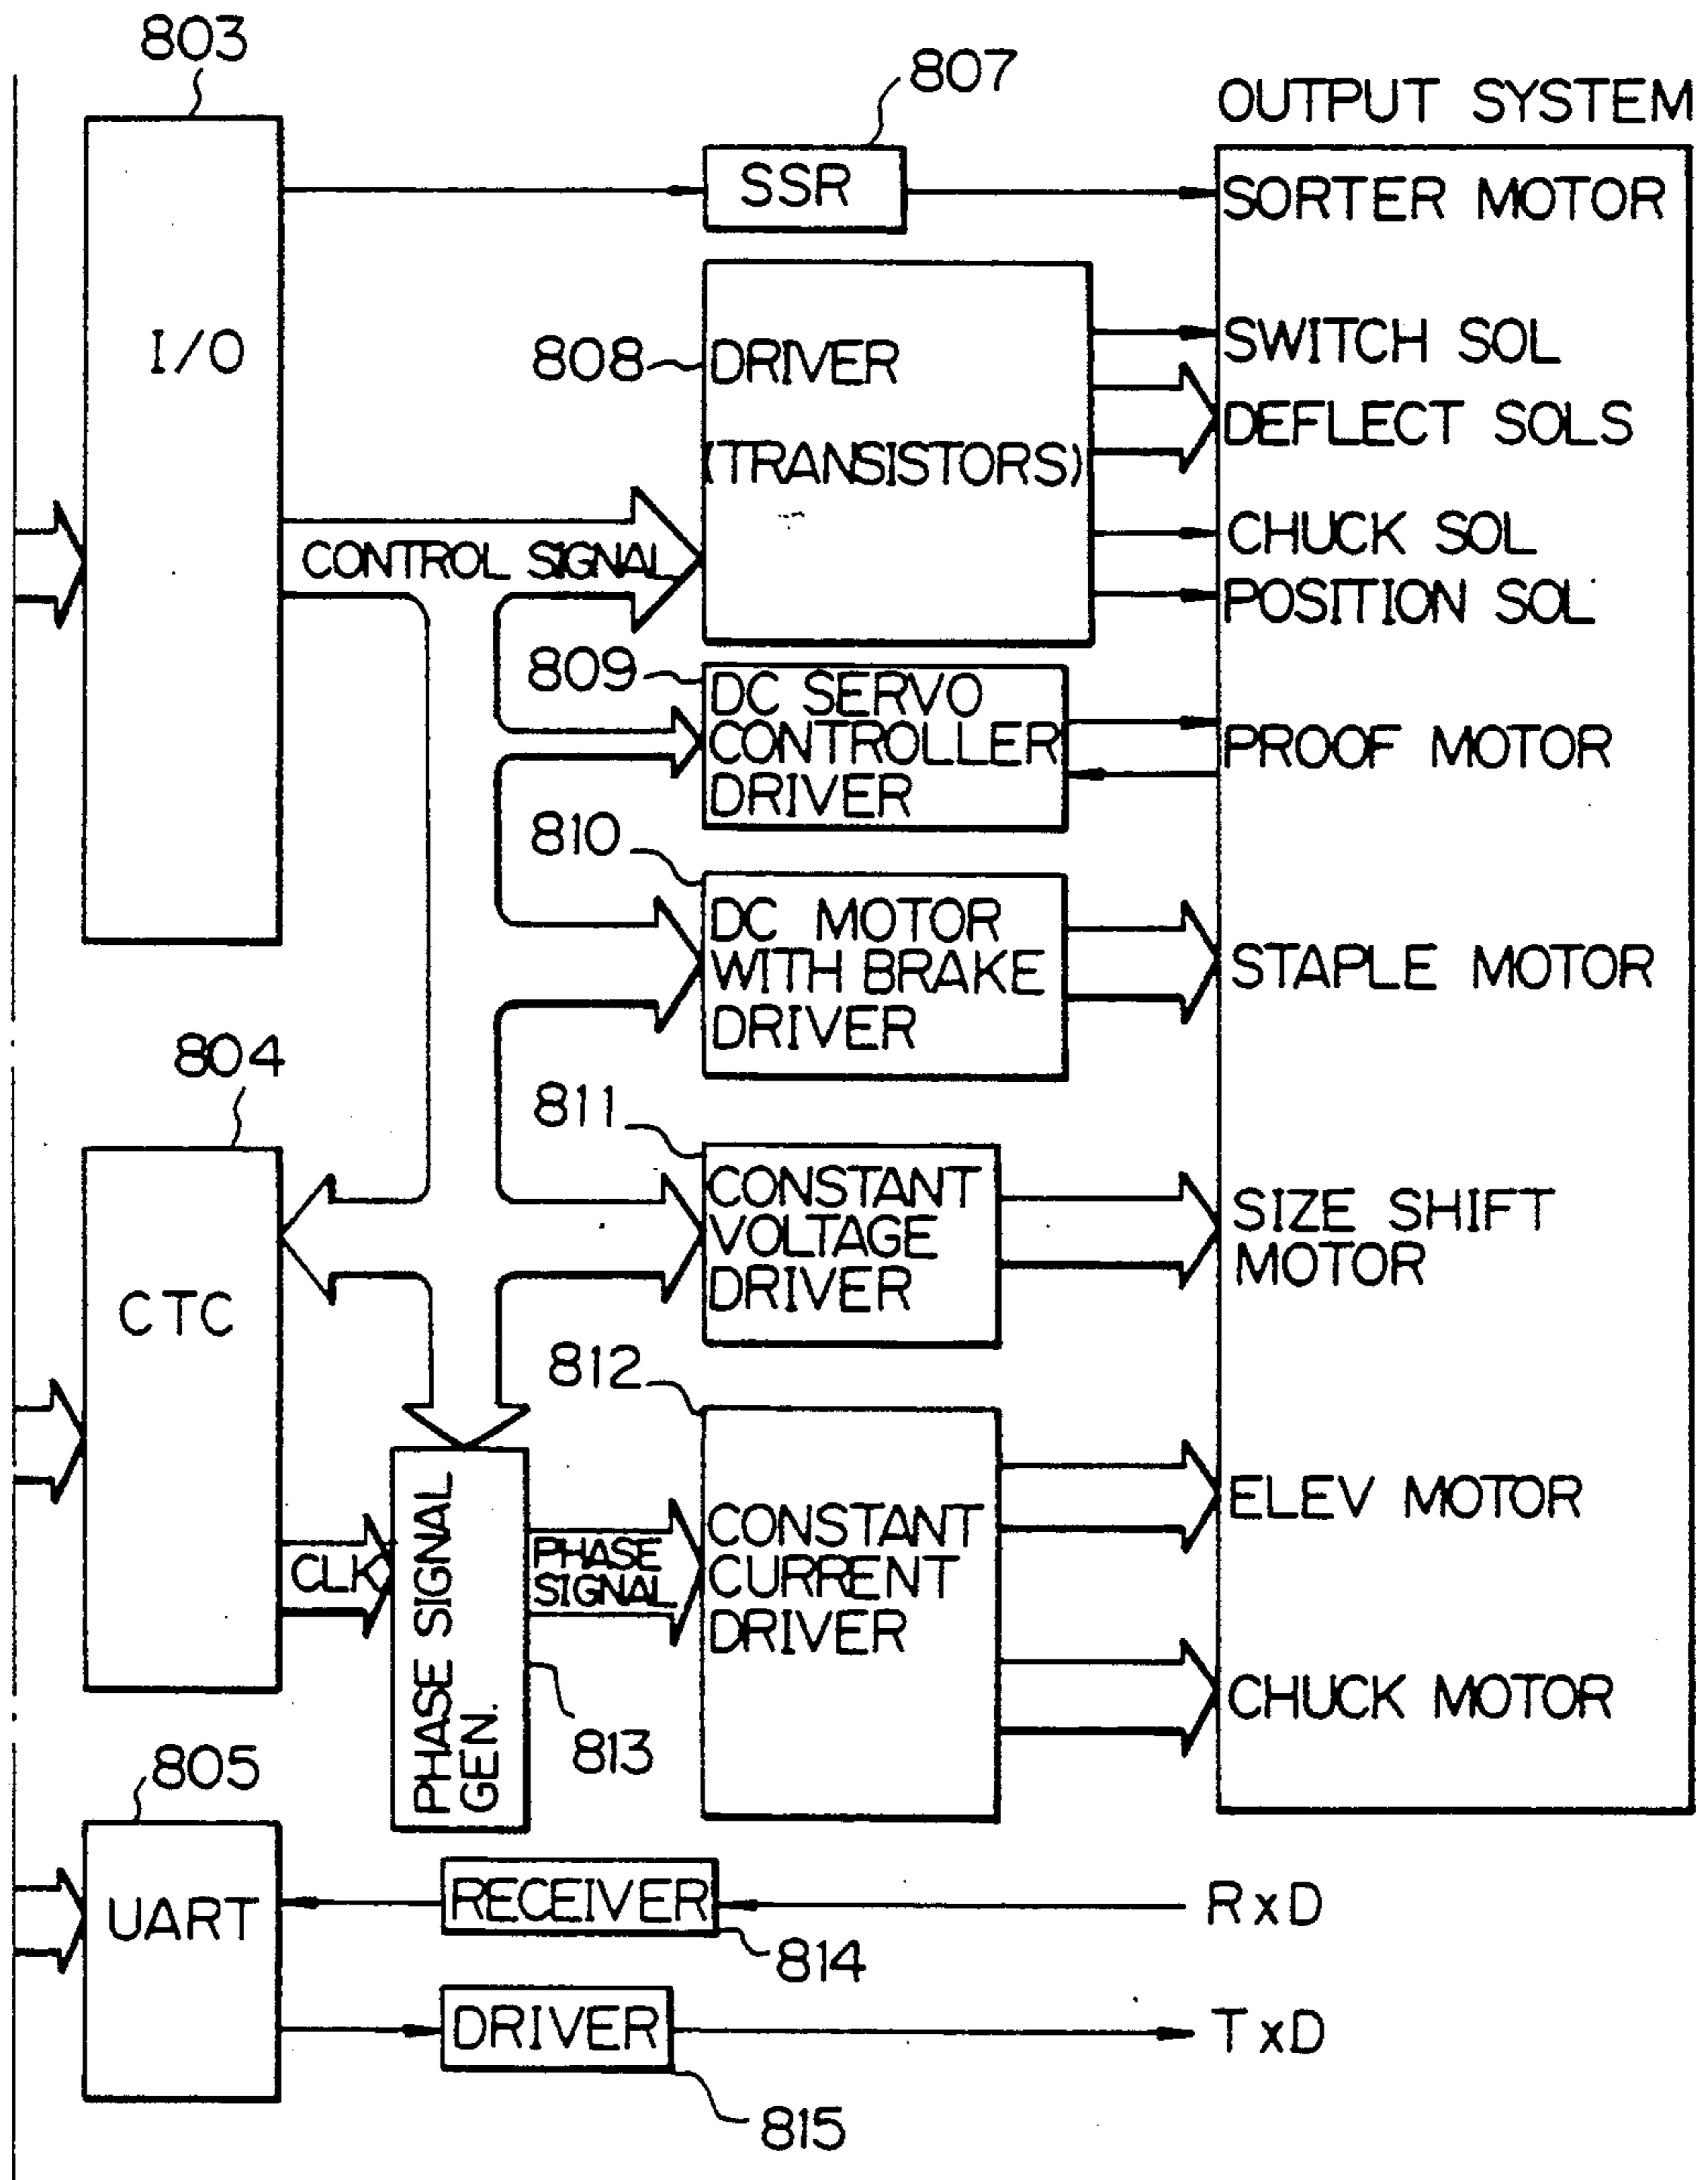 803
807
OUTPUT SYSTEM
SSR
SORTER MOTOR
I/O
808
DRIVER
(TRANSISTORS)
SWITCH SOL
DEFLECT SOLS
CHUCK SOL
POSITION SOL
CONTROL SIGNAL
809
DC SERVO
CONTROLLER
DRIVER
PROOF MOTOR
810
DC MOTOR
WITH BRAKE
DRIVER
STAPLE MOTOR
804
CTC
811
CONSTANT
VOLTAGE
DRIVER
SIZE SHIFT
MOTOR
812
CONSTANT
CURRENT
DRIVER
ELEV MOTOR
CHUCK MOTOR
CLK
PHASE SIGNAL
GEN.
PHASE
SIGNAL
813
805
UART
RECEIVER
RxD
814
DRIVER
TxD
815